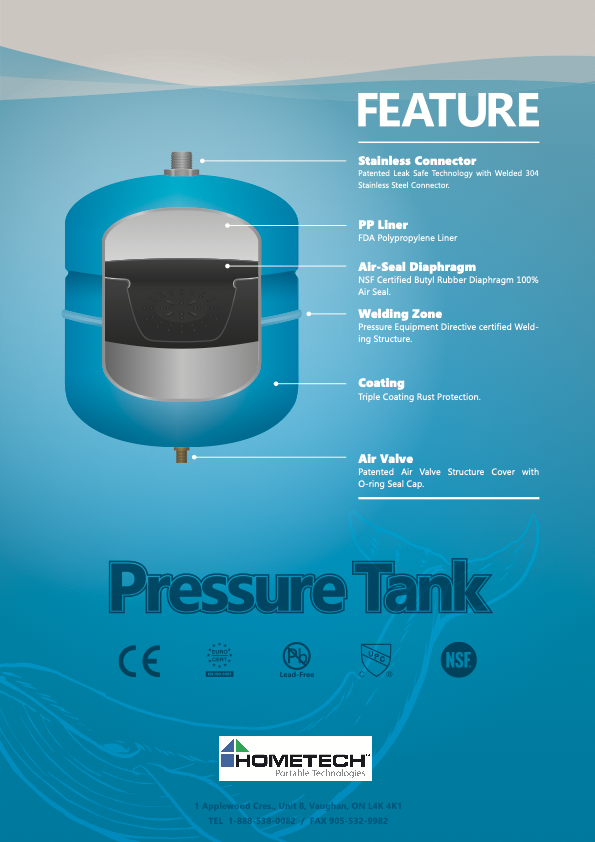 FEATURE
Stainless Connector
Patented Leak Safe Technology with Welded 304
Stainless Steel Connector.
PP Liner
FDA Polypropylene Liner
Air-Seal Diaphragm
NSF Certified Butyl Rubber Diaphragm 100%
Air Seal.
Welding Zone
Pressure Equipment Directive certified Weld-
ing Structure.
Coating
Triple Coating Rust Protection.
Air Valve
Patented Air Valve Structure Cover with
O-ring Seal Cap.
Pressure Tank
CE
EURO
CERT
Pb
Lead-Free
UPC
C
®
NSF
HOMETECH
Portable Technologies
1 Applewood Cres., Unit 8, Vaughan, ON L4K 4K1
TEL 1-888-538-0082 / FAX 905-532-9982